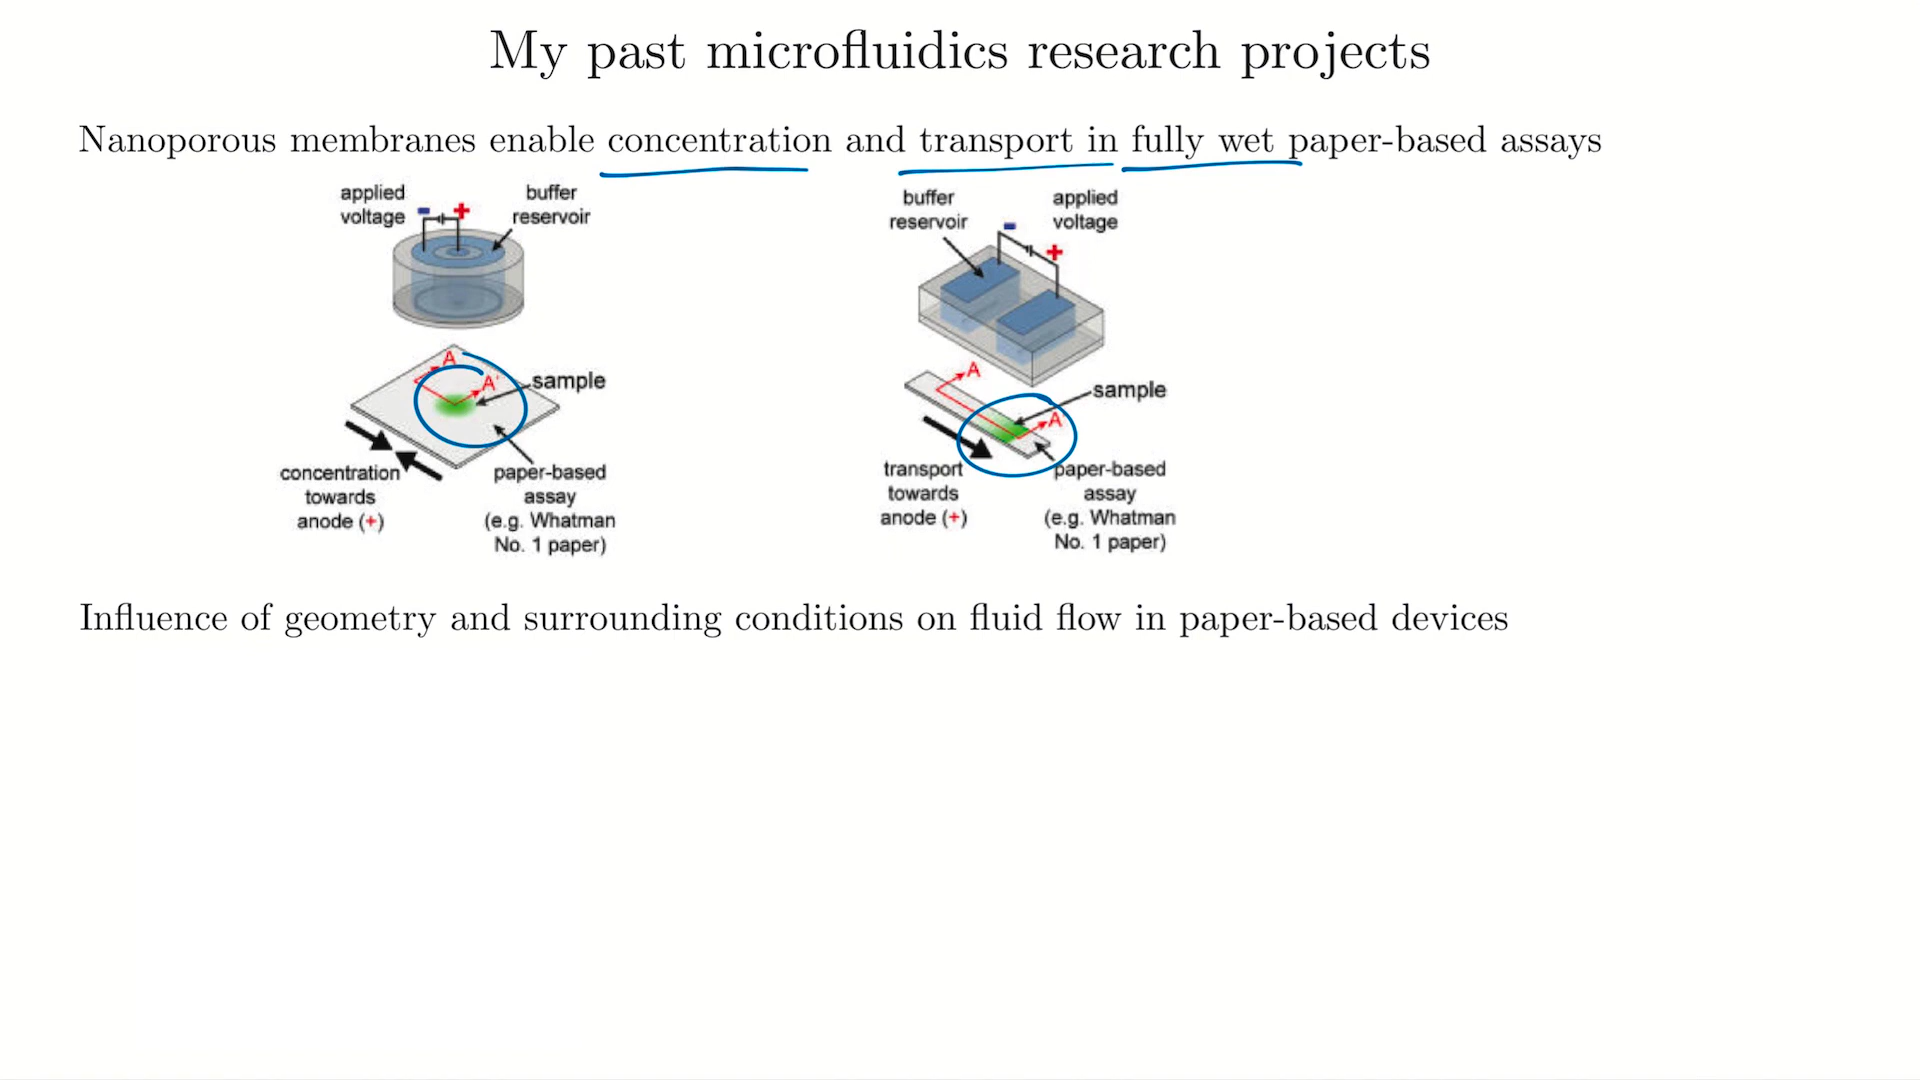 My past microfluidics research projects
Nanoporous membranes enable concentration and transport in fully wet paper-based assays
applied
voltage
- +
buffer
reservoir
A
A'
sample
concentration
towards
anode (+)
paper-based
assay
(e.g. Whatman
No. 1 paper)
buffer
reservoir
applied
voltage
-
+
A
sample
A
transport
towards
anode (+)
paper-based
assay
(e.g. Whatman
No. 1 paper)
Influence of geometry and surrounding conditions on fluid flow in paper-based devices